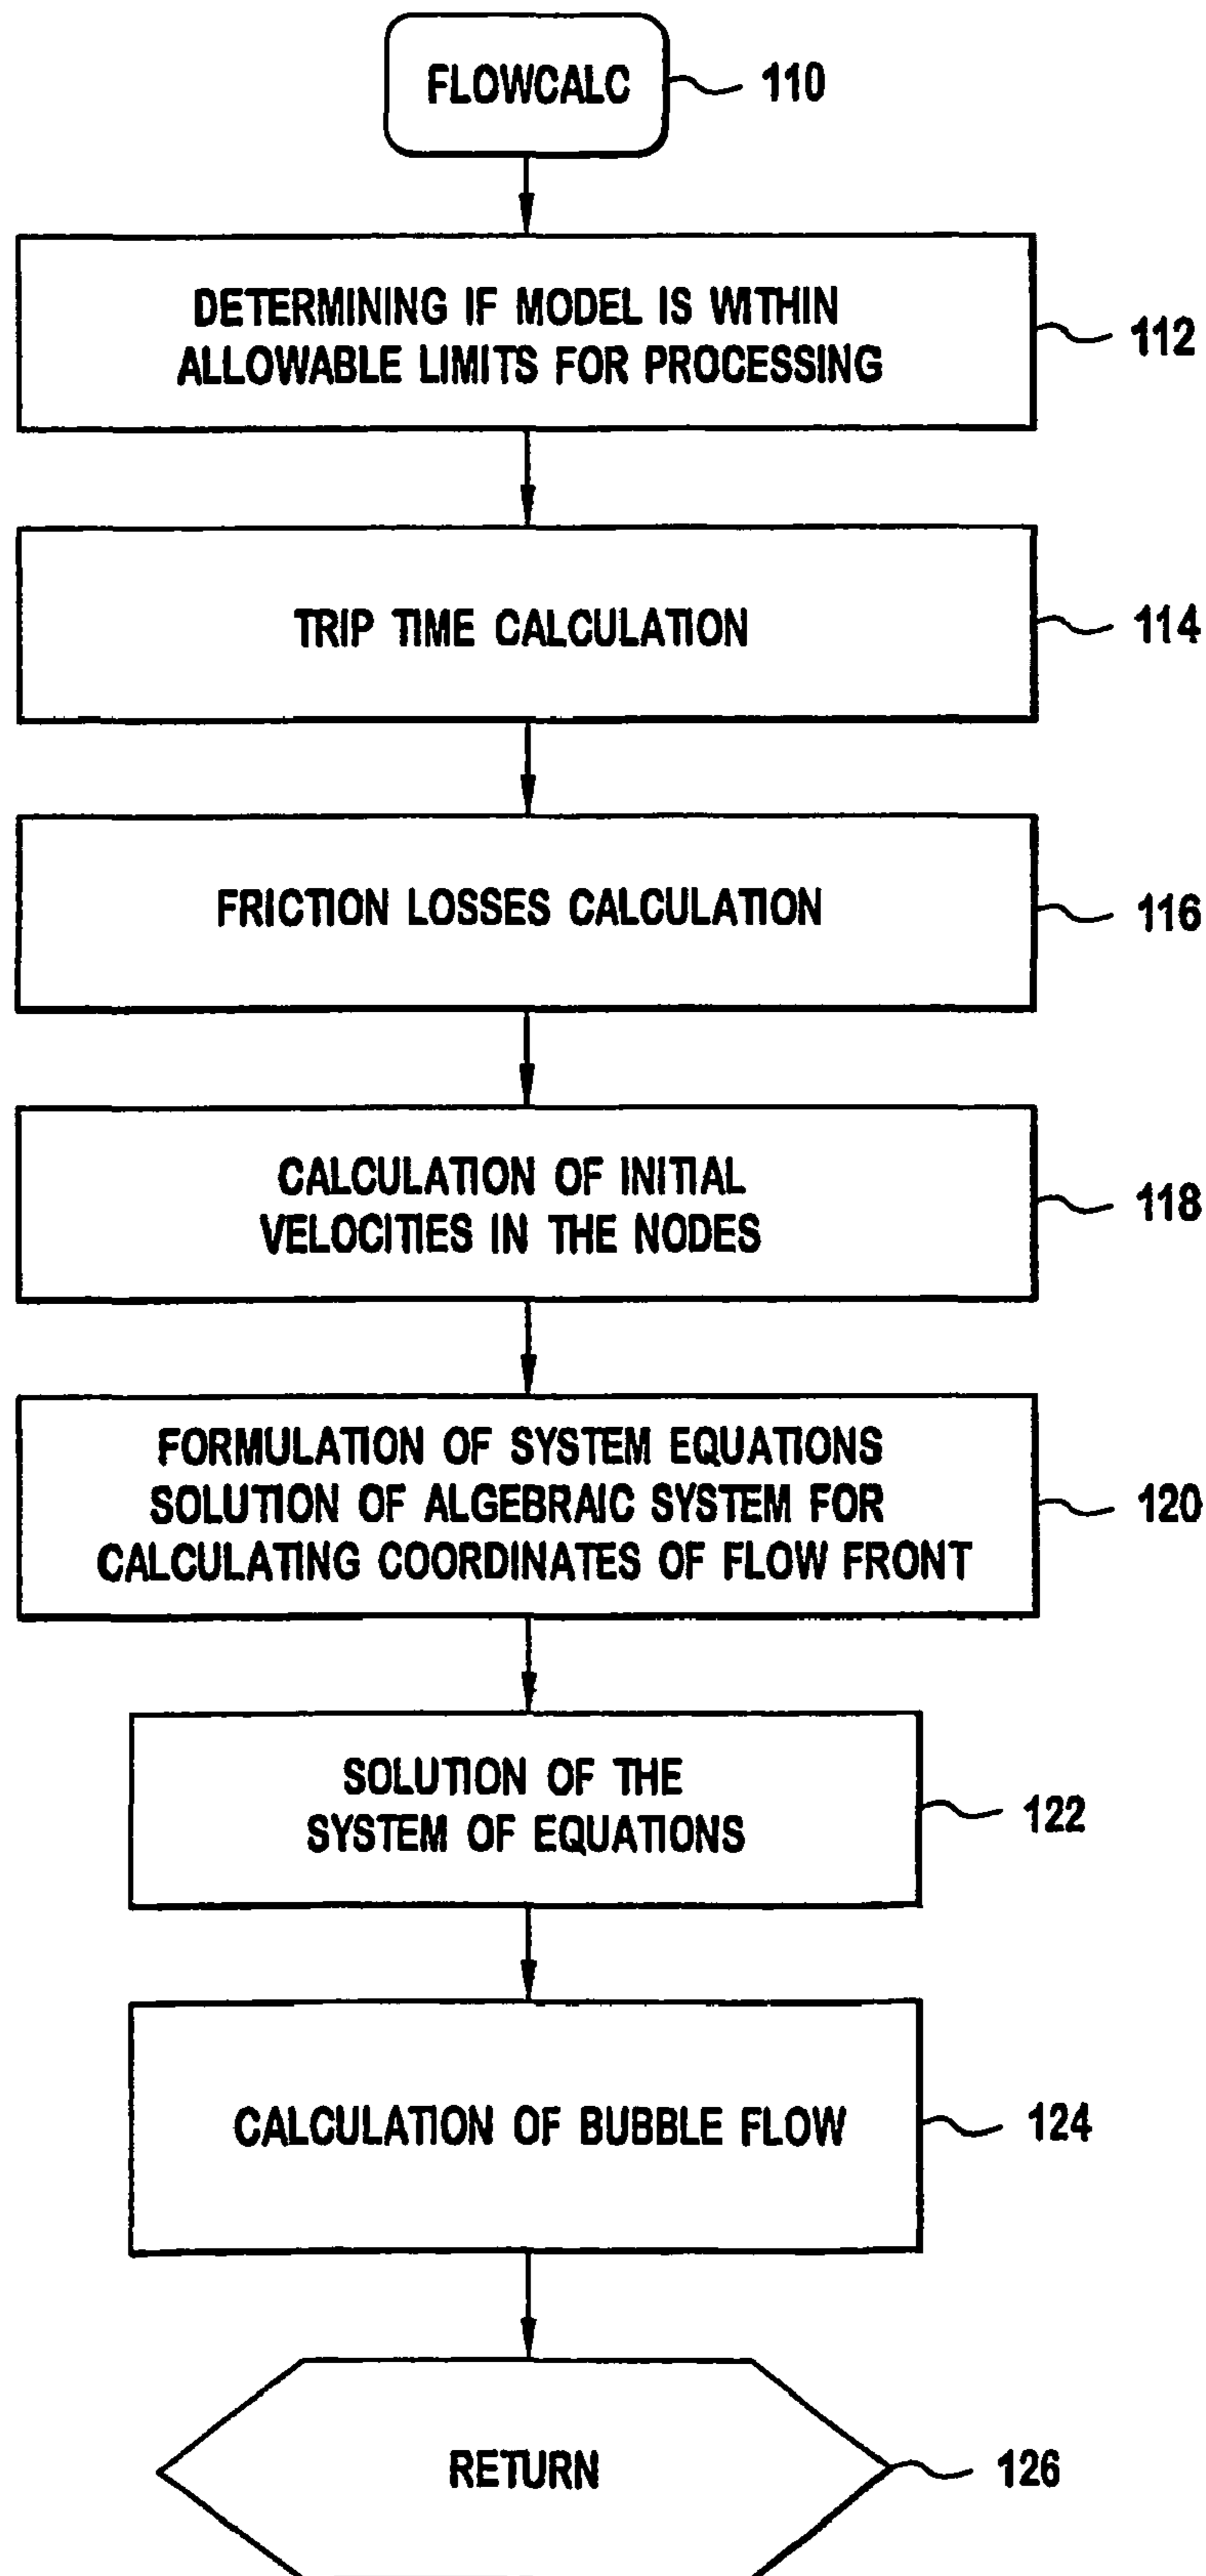 FLOWCALC
110
DETERMINING IF MODEL IS WITHIN
ALLOWABLE LIMITS FOR PROCESSING
112
TRIP TIME CALCULATION
114
FRICTION LOSSES CALCULATION
116
CALCULATION OF INITIAL
VELOCITIES IN THE NODES
118
FORMULATION OF SYSTEM EQUATIONS
SOLUTION OF ALGEBRAIC SYSTEM FOR
CALCULATING COORDINATES OF FLOW FRONT
120
SOLUTION OF THE
SYSTEM OF EQUATIONS
122
CALCULATION OF BUBBLE FLOW
124
RETURN
126